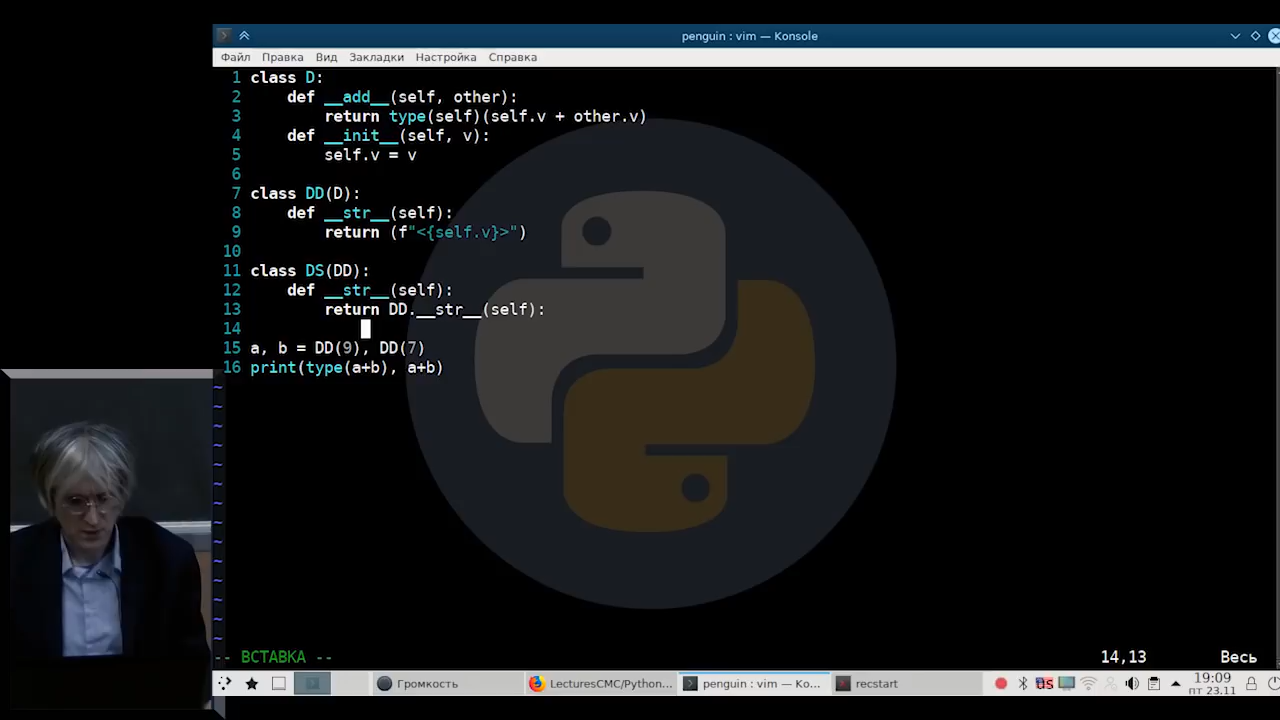 penguin : vim — Konsole
Файл Правка Вид Закладки Настройка Справка
1 class D:
2     def __add__(self, other):
3         return type(self)(self.v + other.v)
4     def __init__(self, v):
5         self.v = v
6
7 class DD(D):
8     def __str__(self):
9         return (f"<{self.v}>")
10
11 class DS(DD):
12     def __str__(self):
13         return DD.__str__(self):
14
15 a, b = DD(9), DD(7)
16 print(type(a+b), a+b)
~
~
~
~
~
~
~
~
~
~
~
~
~
~
-- ВСТАВКА -- 14,13 Весь
Громкость LecturesCMC/Python... penguin : vim — Ko... recstart US 19:09
пт 23.11